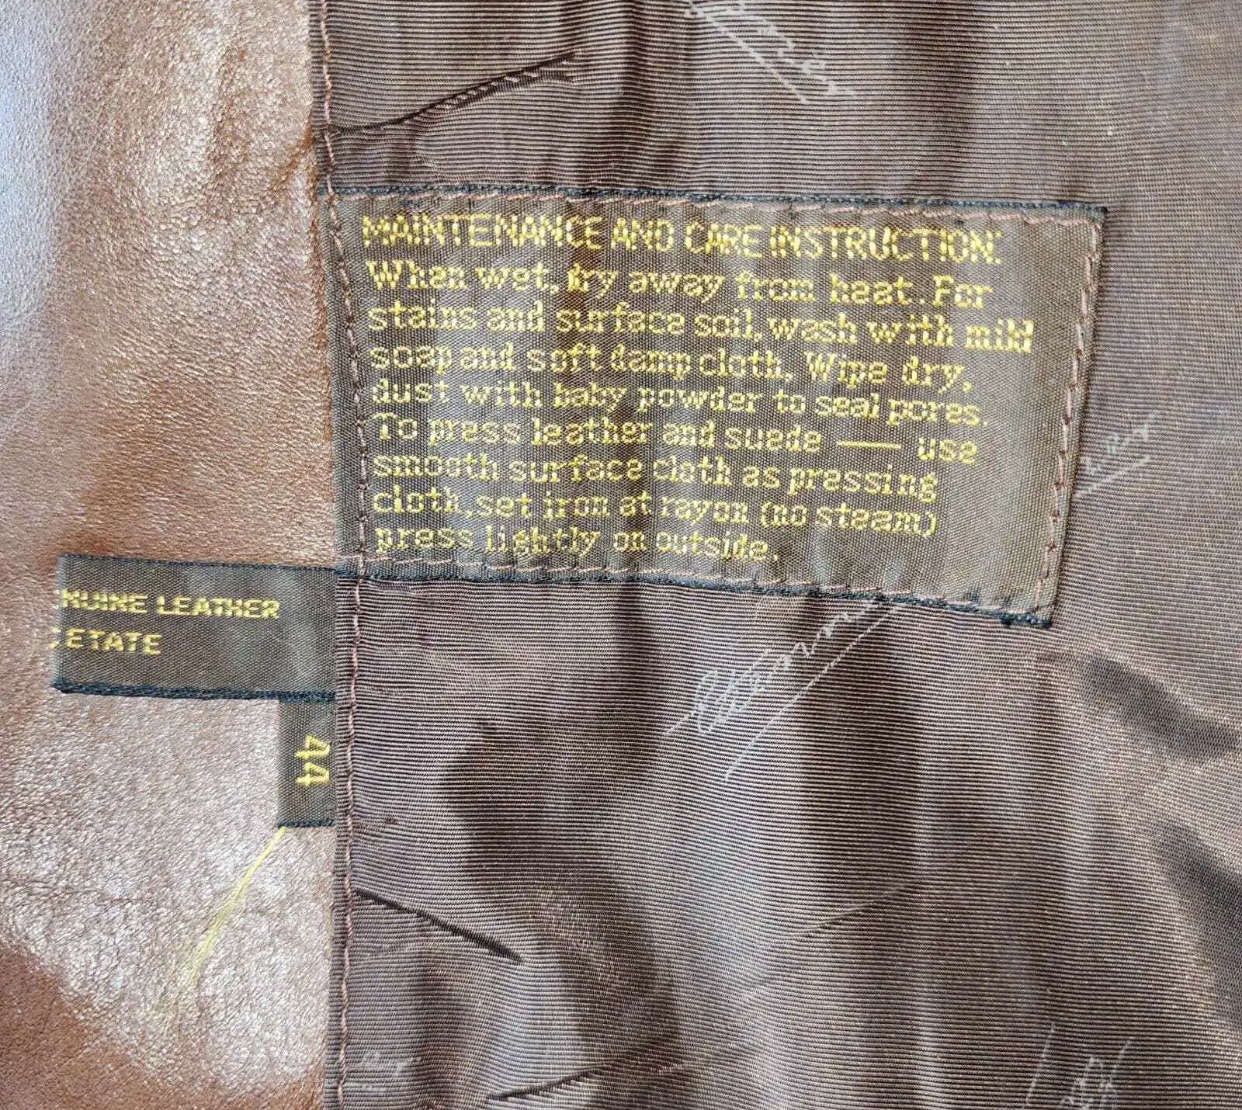 MAINTENANCE AND CARE INSTRUCTION:
When wet, dry away from heat. For
stains and surface soil, wash with mild
soap and soft damp cloth. Wipe dry,
dust with baby powder to seal pores.
To press leather and suede — use
smooth surface cloth as pressing
cloth, set iron at rayon (no steam)
press lightly on outside.
NUINE LEATHER
ETATE
44